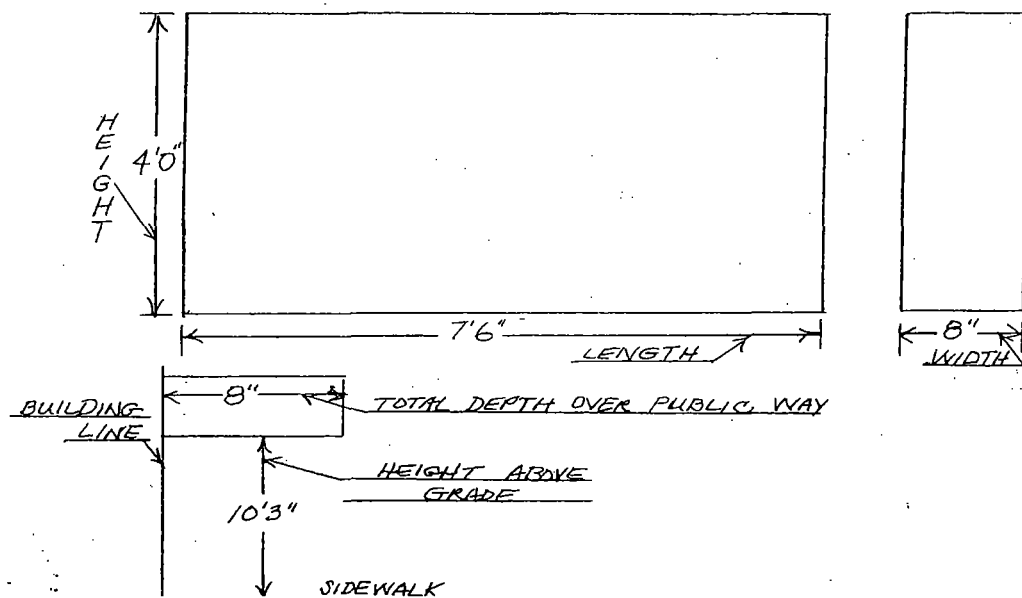 HEIGHT
4'0"
7'6"
LENGTH
8"
WIDTH
BUILDING
LINE
8"
TOTAL DEPTH OVER PUBLIC WAY
HEIGHT ABOVE
GRADE
10'3"
SIDEWALK